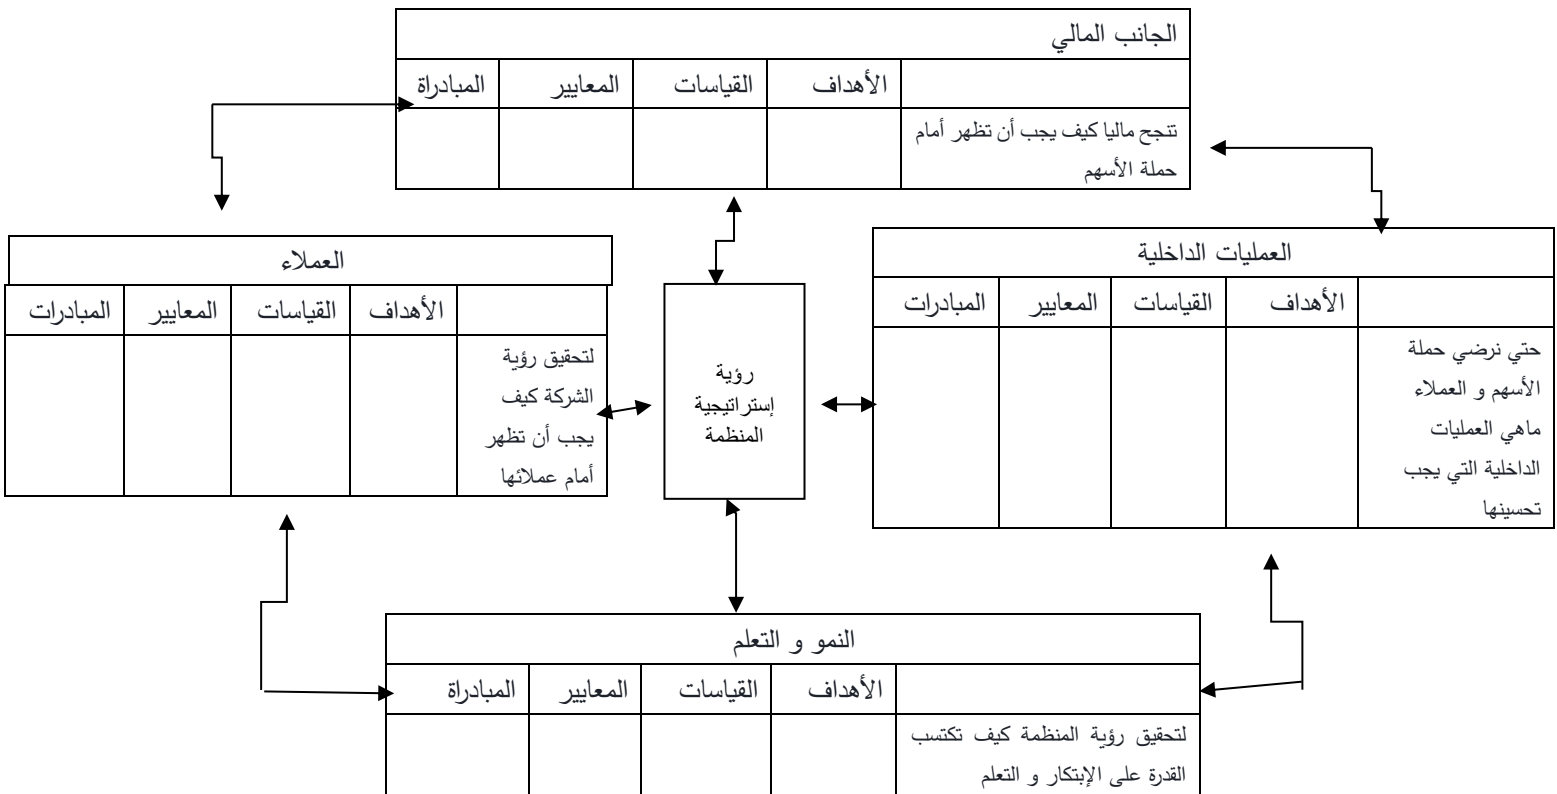 الجانب المالي
الأهداف القياسات المعايير المبادراة
تنجح ماليا كيف يجب أن تظهر أمام
حملة الأسهم
العمليات الداخلية
الأهداف القياسات المعايير المبادرات
حتي نرضي حملة
الأسهم و العملاء
ماهي العمليات
الداخلية التي يجب
تحسينها
رؤية
إستراتيجية
المنظمة
العملاء
الأهداف القياسات المعايير المبادرات
لتحقيق رؤية
الشركة كيف
يجب أن تظهر
أمام عملائها
النمو و التعلم
الأهداف القياسات المعايير المبادراة
لتحقيق رؤية المنظمة كيف تكتسب
القدرة على الإبتكار و التعلم